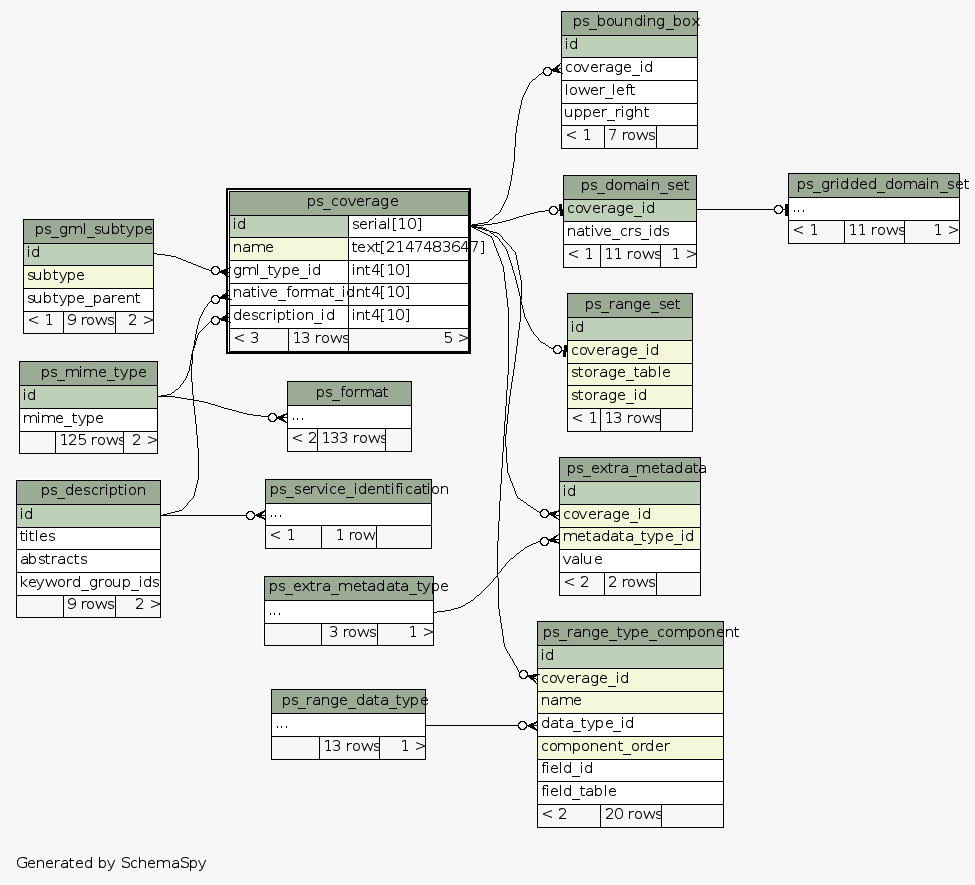 ps_bounding_box
id
coverage_id
lower_left
upper_right
< 1 7 rows
ps_coverage
id serial[10]
name text[2147483647]
gml_type_id int4[10]
native_format_id int4[10]
description_id int4[10]
< 3 13 rows 5 >
ps_domain_set
coverage_id
native_crs_ids
< 1 11 rows 1 >
ps_gridded_domain_set
...
< 1 11 rows 1 >
ps_gml_subtype
id
subtype
subtype_parent
< 1 9 rows 2 >
ps_range_set
id
coverage_id
storage_table
storage_id
< 1 13 rows
ps_mime_type
id
mime_type
125 rows 2 >
ps_format
...
< 2 133 rows
ps_description
id
titles
abstracts
keyword_group_ids
9 rows 2 >
ps_service_identification
...
< 1 1 row
ps_extra_metadata
id
coverage_id
metadata_type_id
value
< 2 2 rows
ps_extra_metadata_type
...
3 rows 1 >
ps_range_type_component
id
coverage_id
name
data_type_id
component_order
field_id
field_table
< 2 20 rows
ps_range_data_type
...
13 rows 1 >
Generated by SchemaSpy